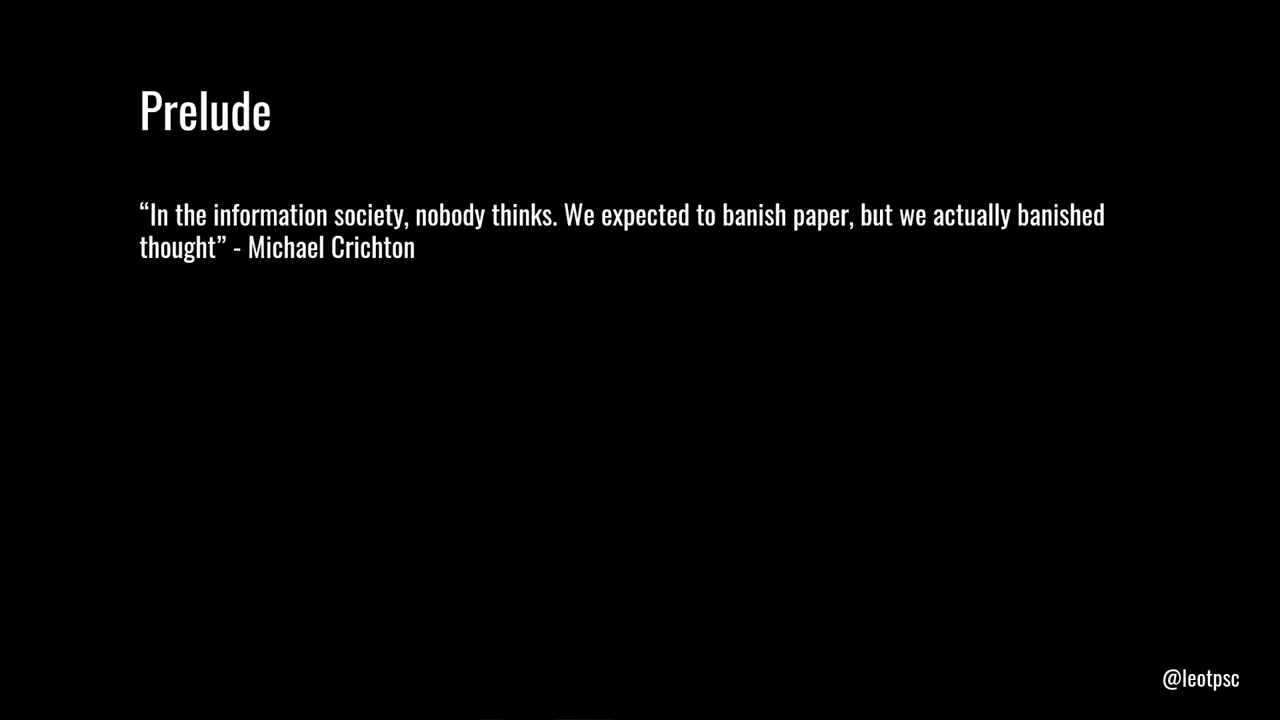 Prelude
“In the information society, nobody thinks. We expected to banish paper, but we actually banished
thought” - Michael Crichton
@leotpsc